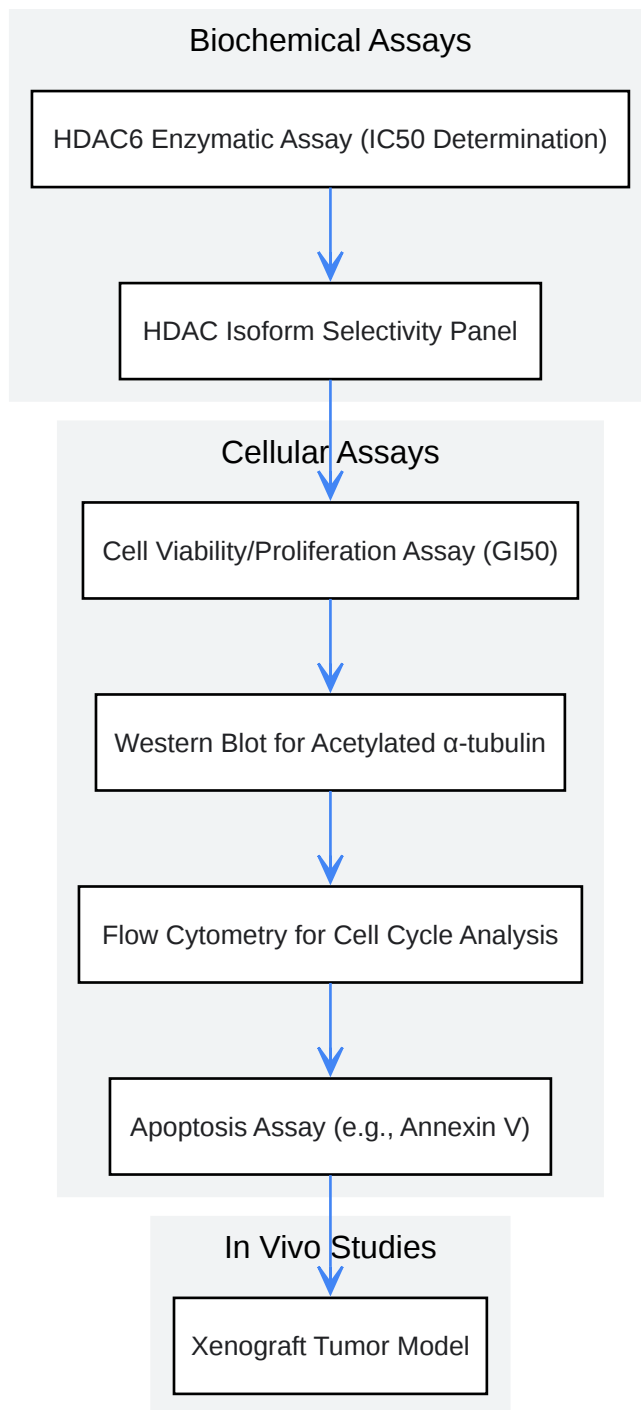 Biochemical Assays
HDAC6 Enzymatic Assay (IC50 Determination)
HDAC Isoform Selectivity Panel
Cellular Assays
Cell Viability/Proliferation Assay (GI50)
Western Blot for Acetylated α-tubulin
Flow Cytometry for Cell Cycle Analysis
Apoptosis Assay (e.g., Annexin V)
In Vivo Studies
Xenograft Tumor Model